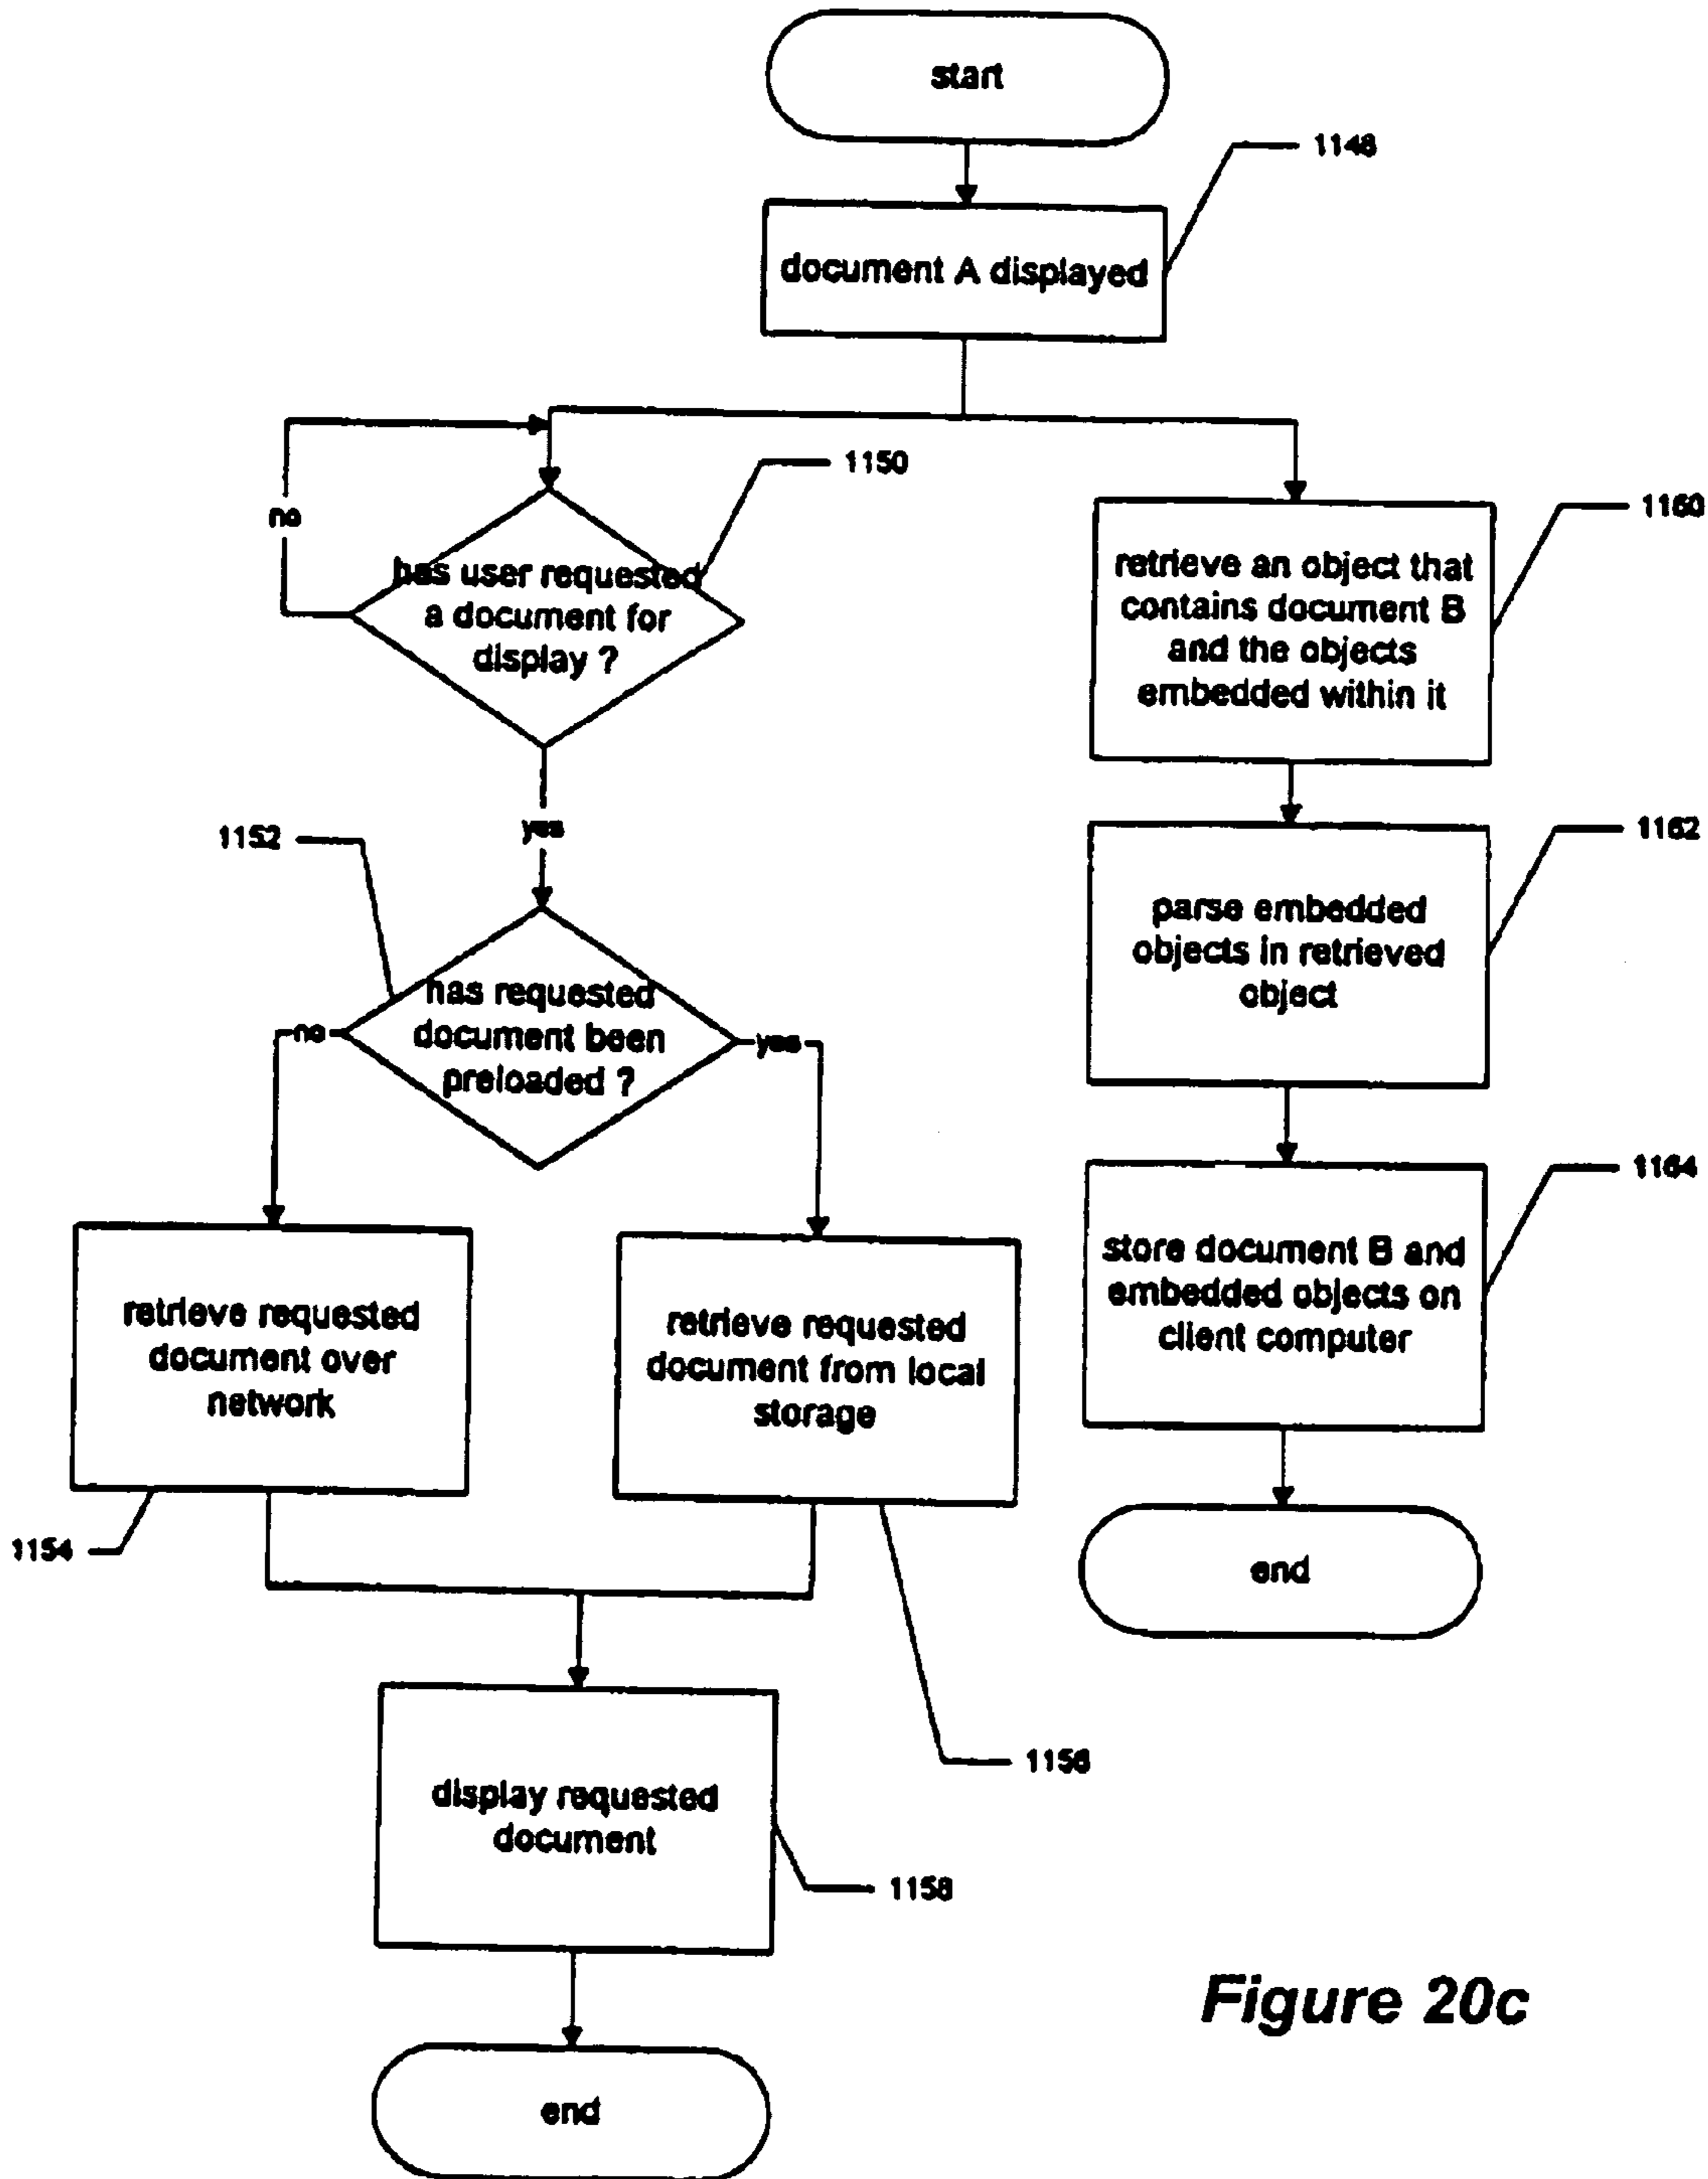 start
1148
document A displayed
1150
no
has user requested
a document for
display ?
yes
1160
retrieve an object that
contains document B
and the objects
embedded within it
1152
has requested
document been
preloaded ?
no
yes
1162
parse embedded
objects in retrieved
object
1164
store document B and
embedded objects on
client computer
end
retrieve requested
document over
network
1154
retrieve requested
document from local
storage
1156
display requested
document
1158
end
Figure 20c